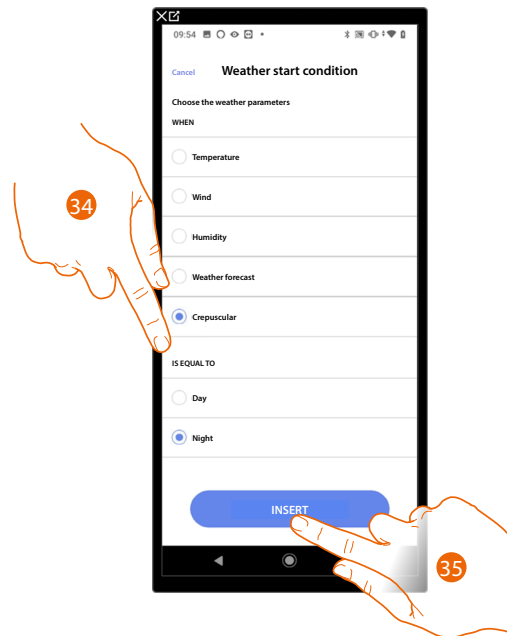 09:54
Cancel Weather start condition
Choose the weather parameters
WHEN
Temperature
Wind
Humidity
34
Weather forecast
Crepuscular
IS EQUAL TO
Day
Night
INSERT
35